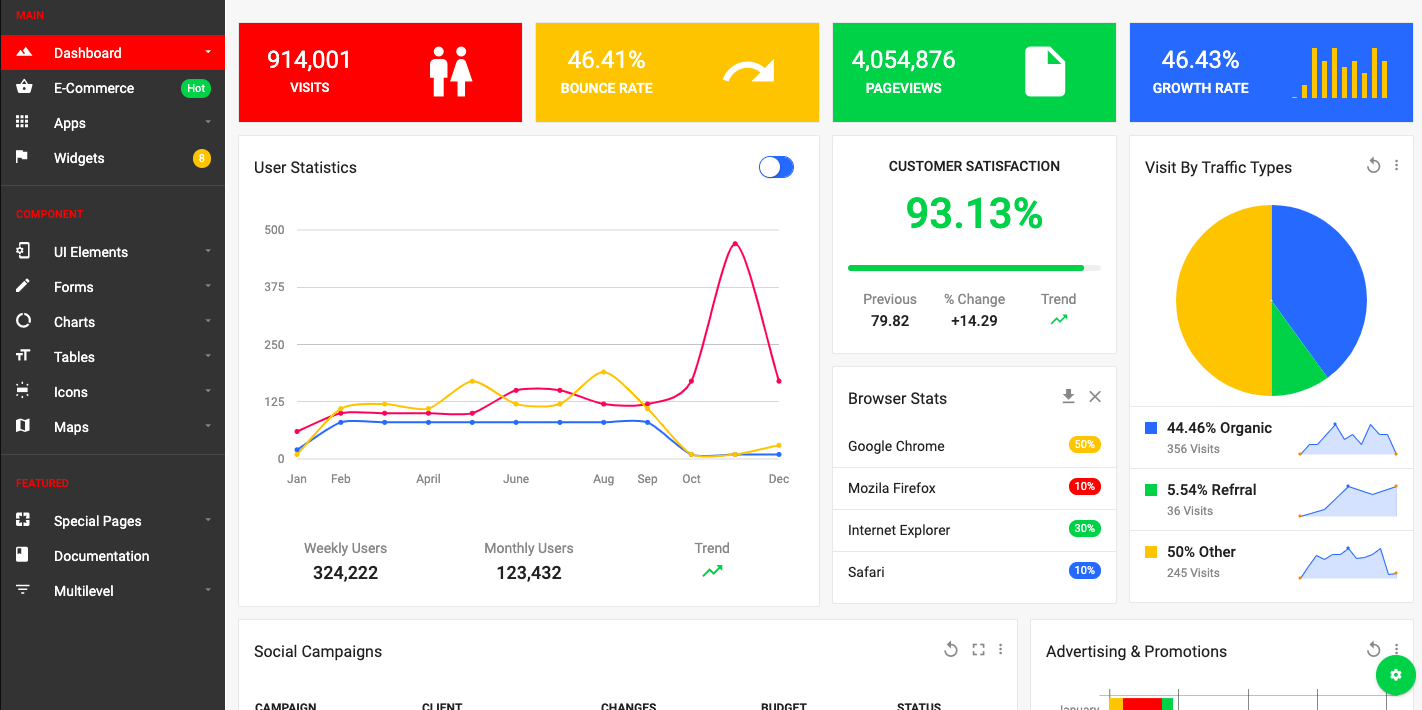 MAIN
Dashboard
E-Commerce Hot
Apps
Widgets 8
COMPONENT
UI Elements
Forms
Charts
Tables
Icons
Maps
FEATURED
Special Pages
Documentation
Multilevel
914,001
VISITS
46.41%
BOUNCE RATE
4,054,876
PAGEVIEWS
46.43%
GROWTH RATE
User Statistics
500
375
250
125
0
Jan Feb April June Aug Sep Oct Dec
Weekly Users Monthly Users Trend
324,222 123,432
CUSTOMER SATISFACTION
93.13%
Previous % Change Trend
79.82 +14.29
Browser Stats
Google Chrome 50%
Mozila Firefox 10%
Internet Explorer 30%
Safari 10%
Visit By Traffic Types
44.46% Organic
356 Visits
5.54% Refrral
36 Visits
50% Other
245 Visits
Social Campaigns
CAMPAIGN CLIENT CHANGES BUDGET STATUS
Advertising & Promotions
January